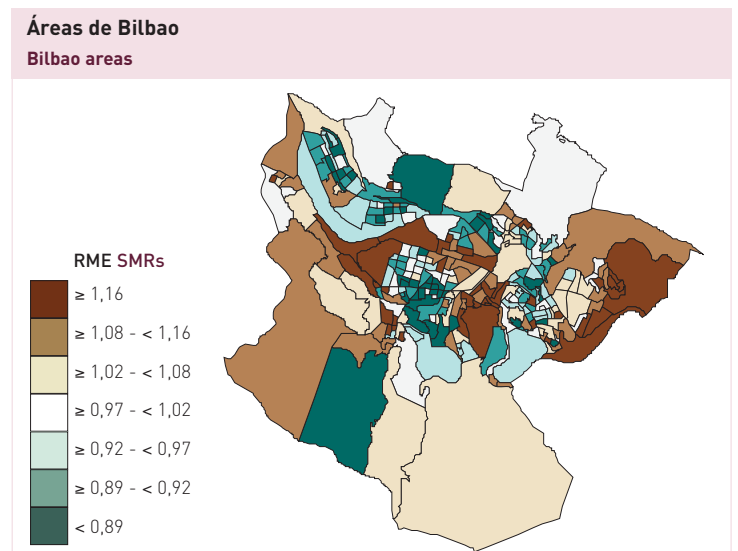 Áreas de Bilbao
Bilbao areas
RME SMRs
≥ 1,16
≥ 1,08 - < 1,16
≥ 1,02 - < 1,08
≥ 0,97 - < 1,02
≥ 0,92 - < 0,97
≥ 0,89 - < 0,92
< 0,89